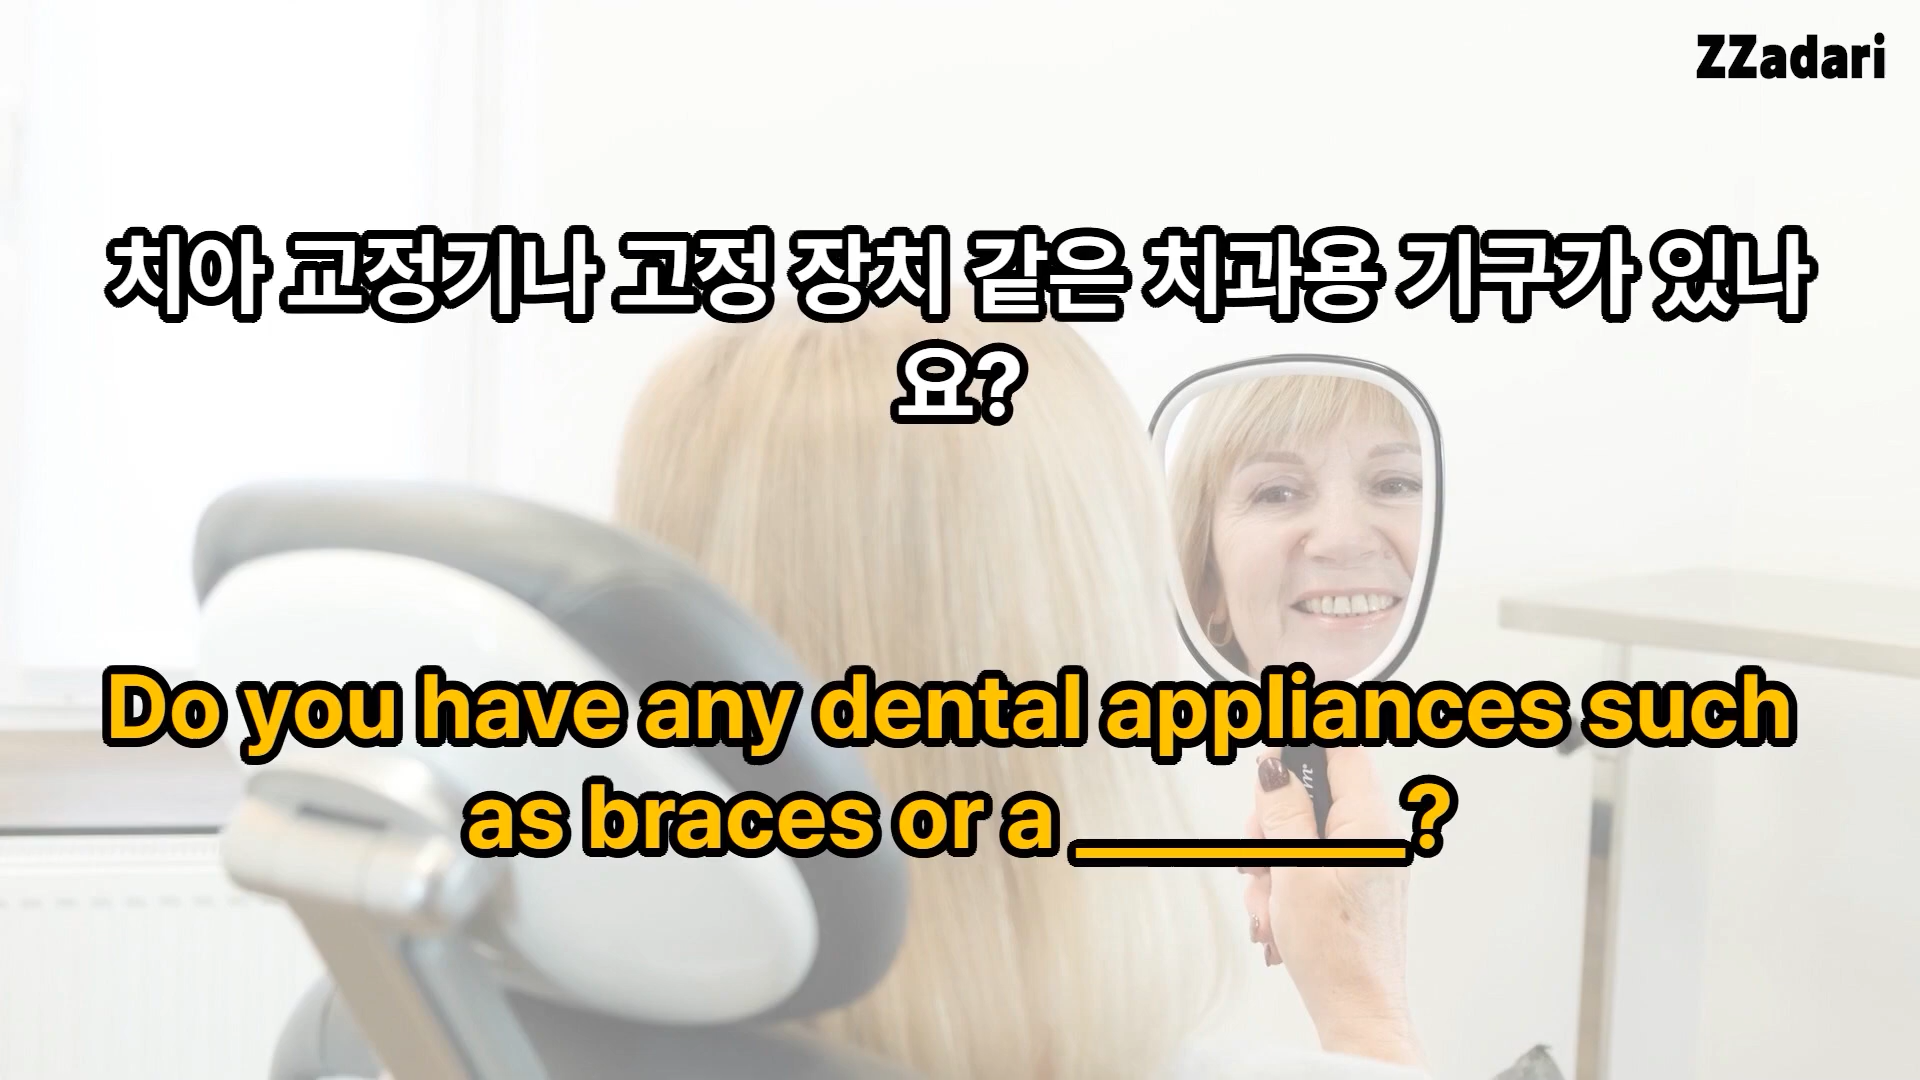 ZZadari
치아 교정기나 고정 장치 같은 치과용 기구가 있나
요?
Do you have any dental appliances such
as braces or a ________?